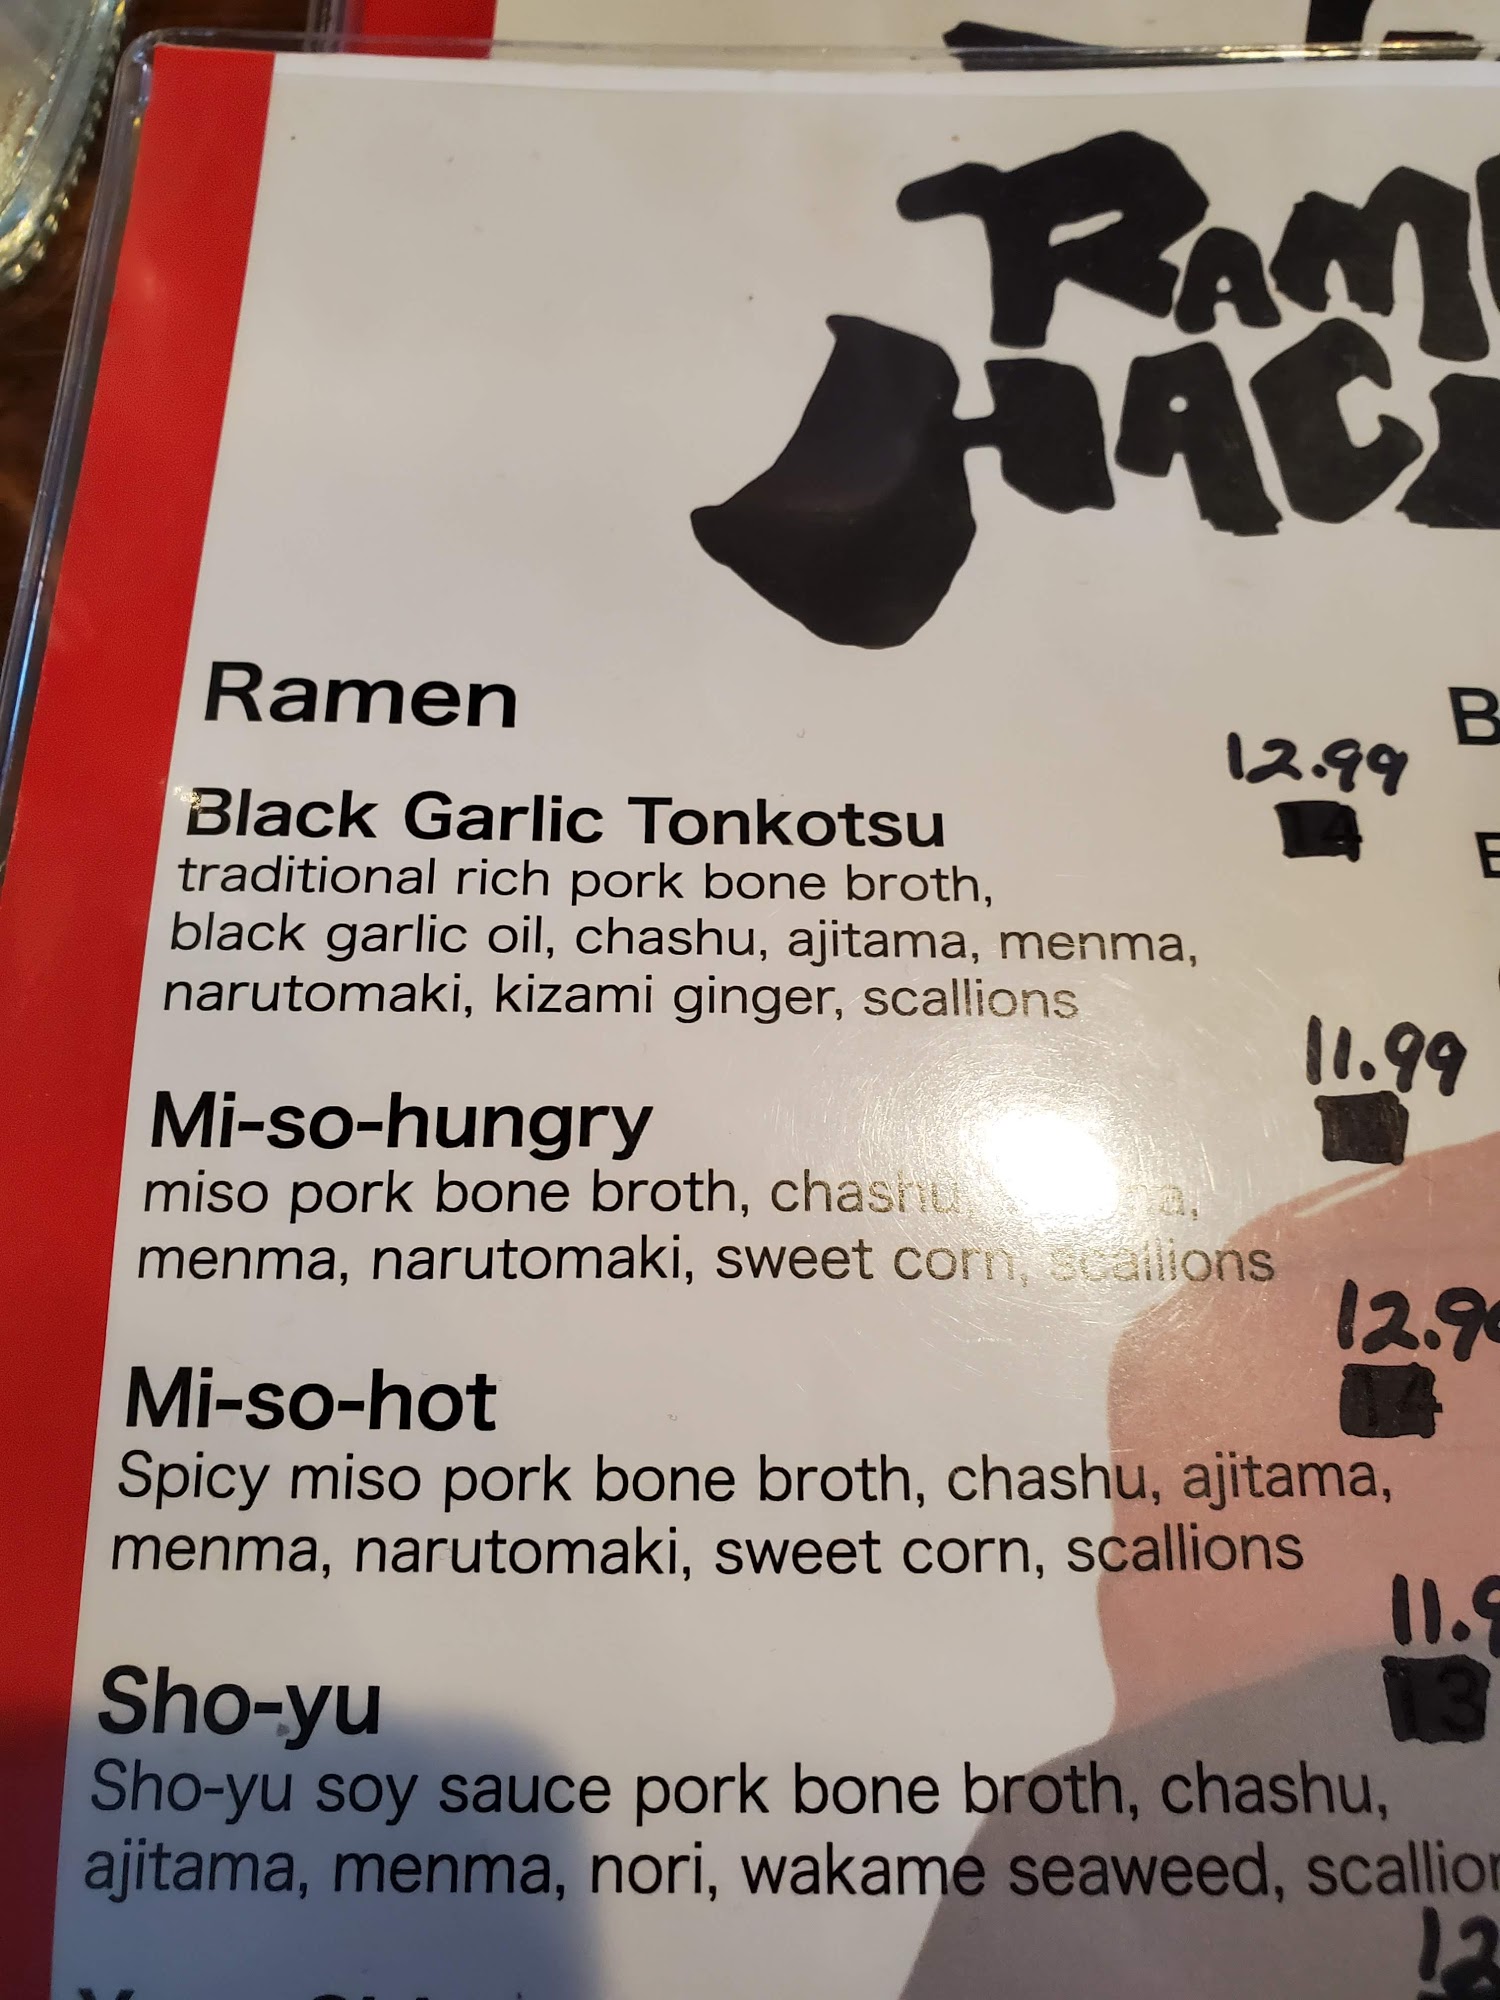 Ramen
12.99
Black Garlic Tonkotsu
14
traditional rich pork bone broth,
black garlic oil, chashu, ajitama, menma,
narutomaki, kizami ginger, scallions
11.99
Mi-so-hungry
miso pork bone broth, chashu,
menma, narutomaki, sweet corn, scallions
Mi-so-hot
14
Spicy miso pork bone broth, chashu, ajitama,
menma, narutomaki, sweet corn, scallions
Sho-yu
13
Sho-yu soy sauce pork bone broth, chashu,
ajitama, menma, nori, wakame seaweed,